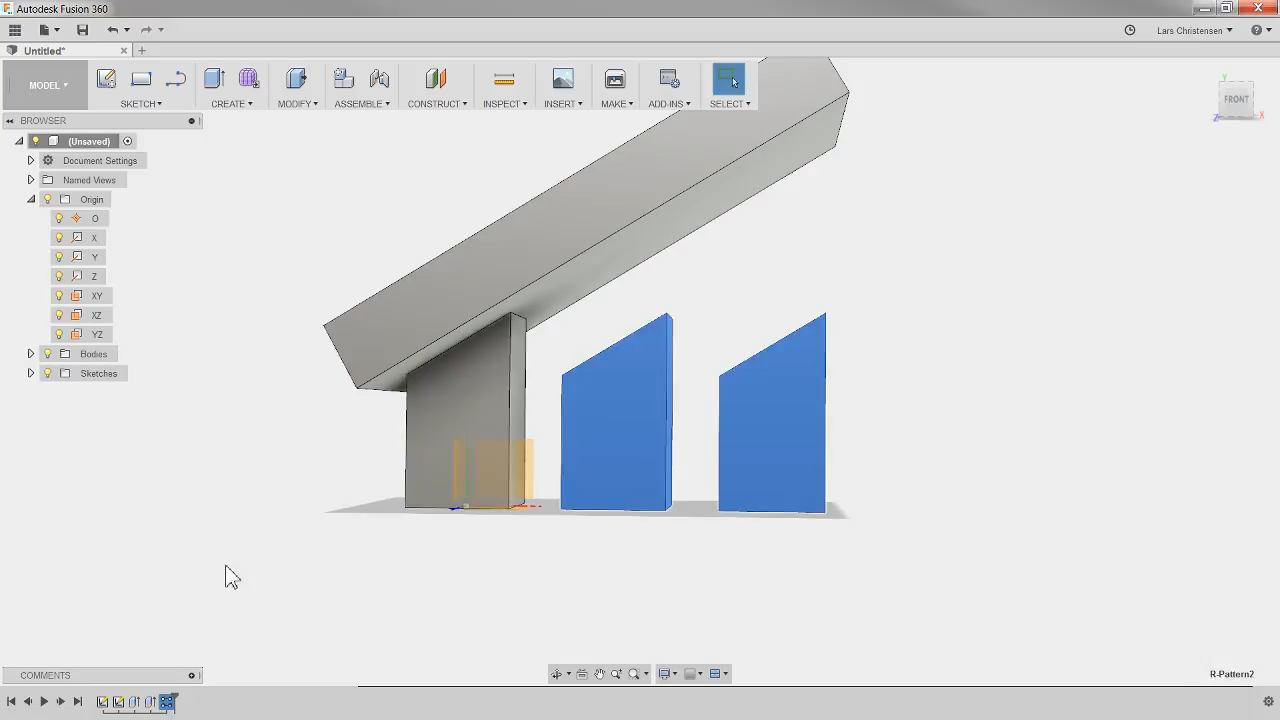 Autodesk Fusion 360
Lars Christensen
Untitled*
MODEL
SKETCH
CREATE
MODIFY
ASSEMBLE
CONSTRUCT
INSPECT
INSERT
MAKE
ADD-INS
SELECT
BROWSER
Y
FRONT
Z
X
(Unsaved)
Document Settings
Named Views
Origin
O
X
Y
Z
XY
XZ
YZ
Bodies
Sketches
COMMENTS
R-Pattern2